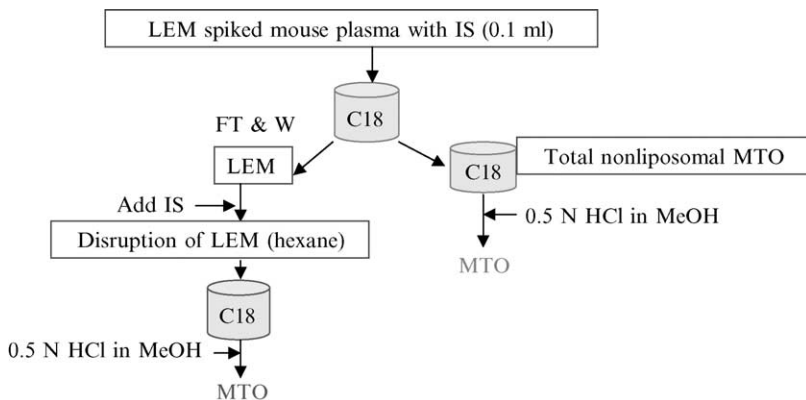 LEM spiked mouse plasma with IS (0.1 ml)
C18
FT & W
LEM
C18
Total nonliposomal MTO
Add IS
0.5 N HCl in MeOH
Disruption of LEM (hexane)
MTO
C18
0.5 N HCl in MeOH
MTO